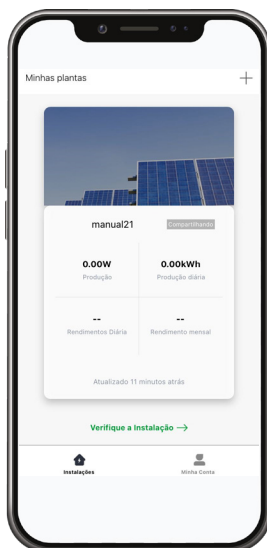 Minhas plantas
manual21 Compartilhando
0.00W 0.00kWh
Produção Produção diária
-- --
Rendimentos Diária Rendimento mensal
Atualizado 11 minutos atrás
Verifique a Instalação →
Instalações Minha Conta